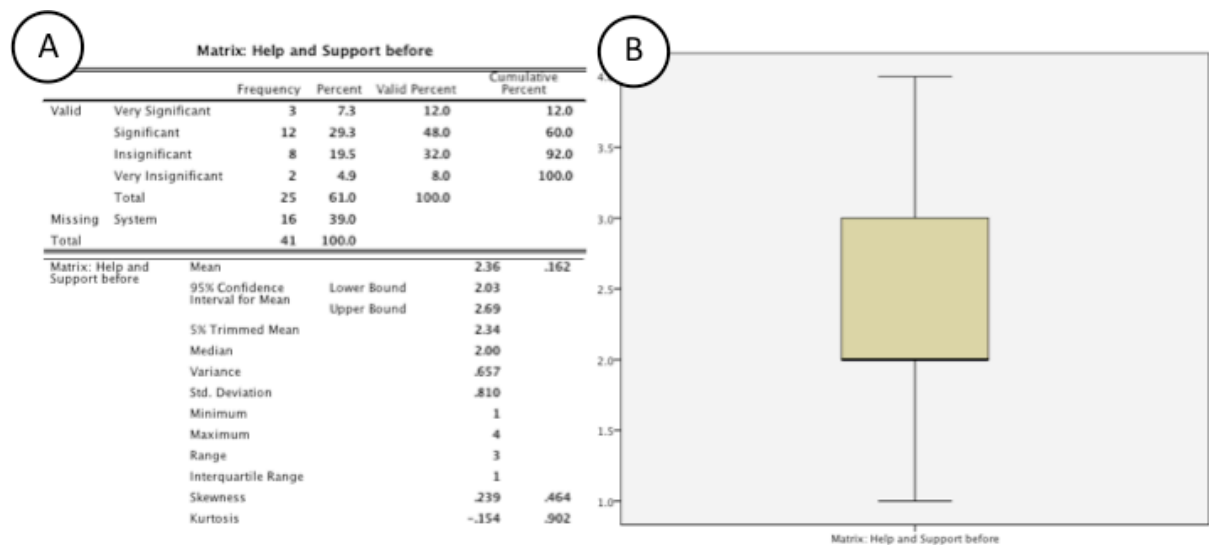 A
Matrix: Help and Support before
Frequency Percent Valid Percent Cumulative Percent
Valid Very Significant 3 7.3 12.0 12.0
Significant 12 29.3 48.0 60.0
Insignificant 8 19.5 32.0 92.0
Very Insignificant 2 4.9 8.0 100.0
Total 25 61.0 100.0
Missing System 16 39.0
Total 41 100.0
Matrix: Help and Support before Mean 2.36 .162
95% Confidence Interval for Mean Lower Bound 2.03
Upper Bound 2.69
5% Trimmed Mean 2.34
Median 2.00
Variance .657
Std. Deviation .810
Minimum 1
Maximum 4
Range 3
Interquartile Range 1
Skewness .239 .464
Kurtosis -.154 .902
B
3.5
3.0
2.5
2.0
1.5
1.0
Matrix: Help and Support before